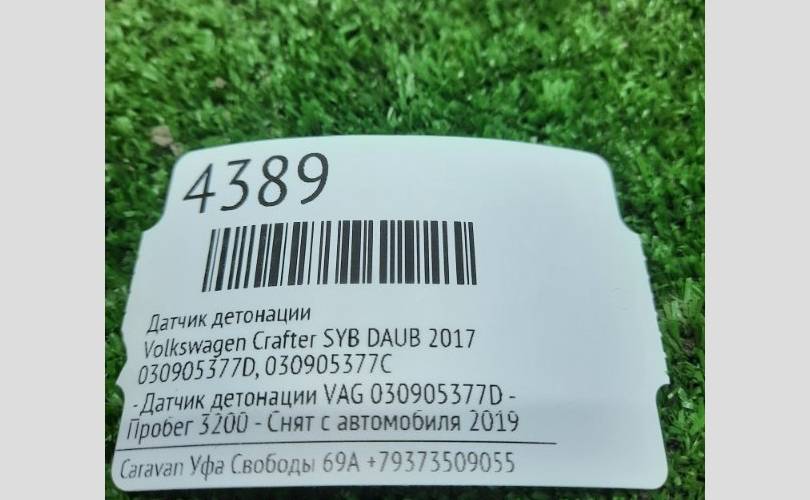 4389
Датчик детонации
Volkswagen Crafter SYB DAUB 2017
030905377D, 030905377C
- Датчик детонации VAG 030905377D -
Пробег 3200 - Снят с автомобиля 2019
Caravan Уфа Свободы 69А +79373509055